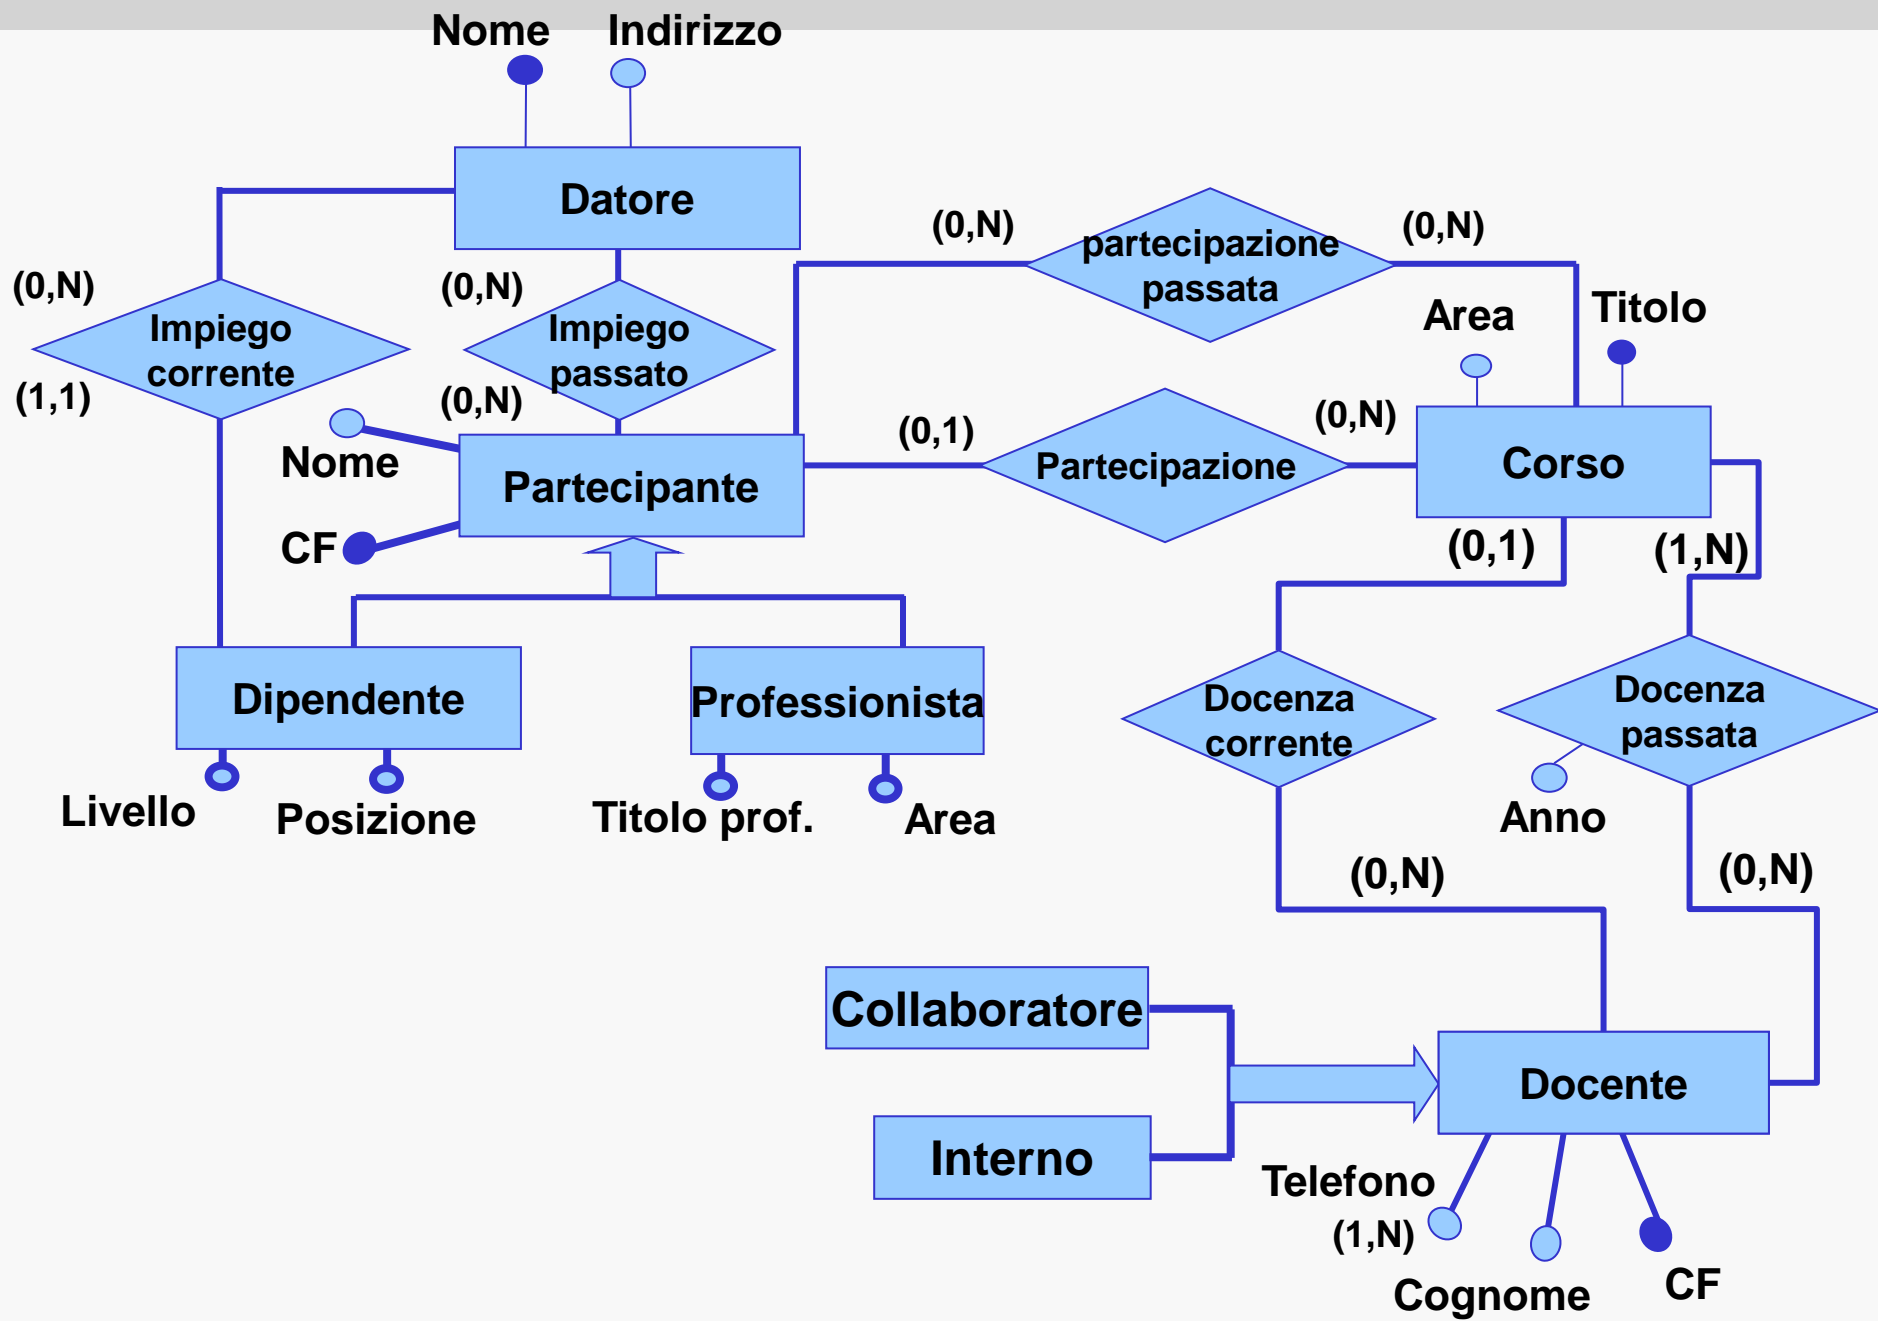 Nome Indirizzo
Datore
(0,N) (0,N)
partecipazione
passata
(0,N) (0,N)
Impiego
corrente
Impiego
passato
Area Titolo
(1,1) (0,N)
Nome
(0,1) (0,N)
Partecipante
Partecipazione
Corso
CF
(0,1) (1,N)
Dipendente
Professionista
Docenza
corrente
Docenza
passata
Livello Posizione Titolo prof. Area
Anno
(0,N) (0,N)
Collaboratore
Docente
Interno
Telefono
(1,N)
Cognome CF